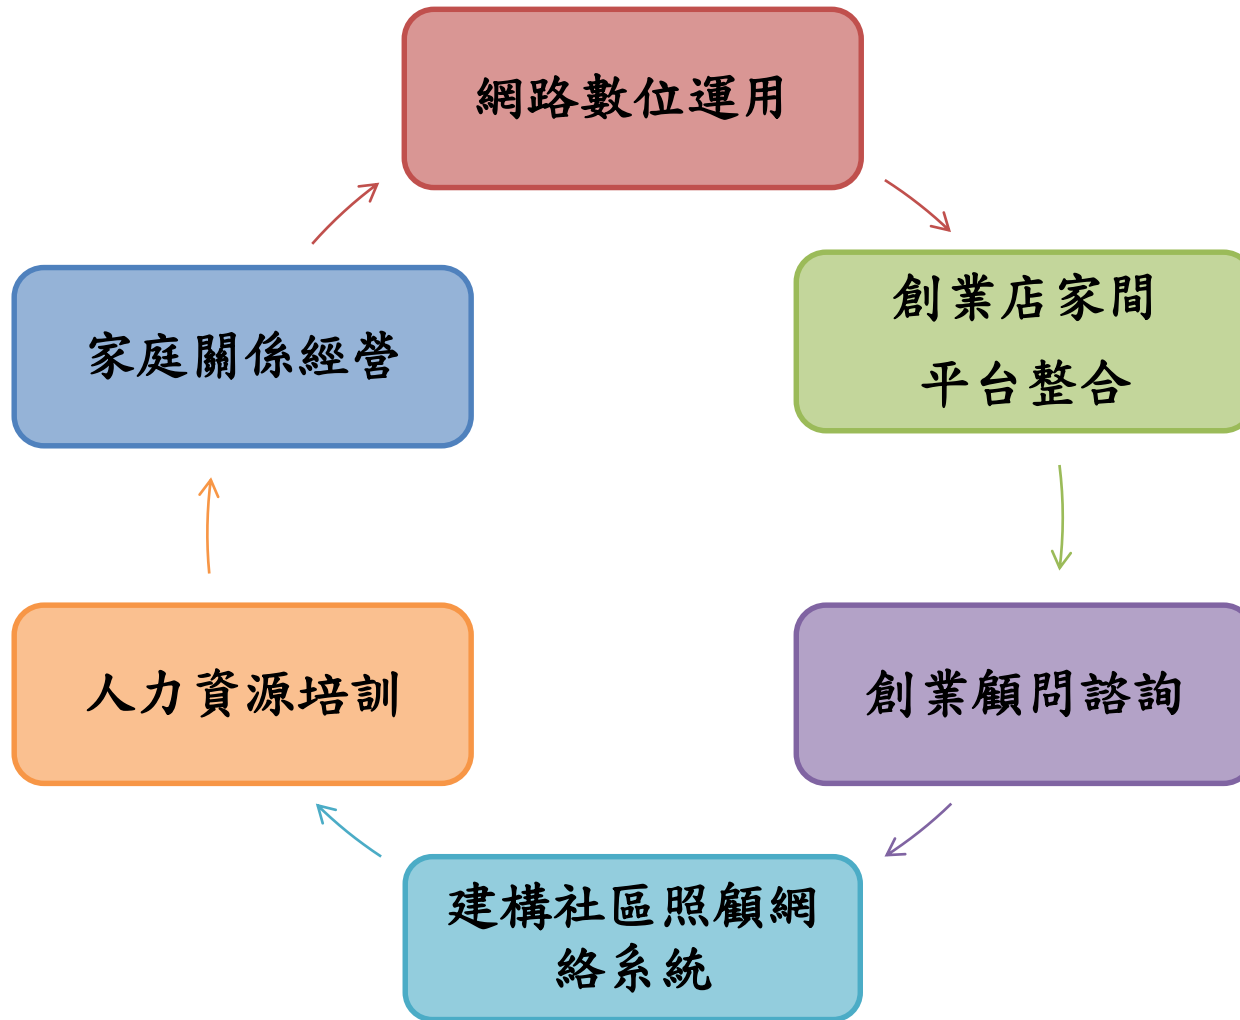 網路數位運用
創業店家間
平台整合
創業顧問諮詢
建構社區照顧網
絡系統
人力資源培訓
家庭關係經營